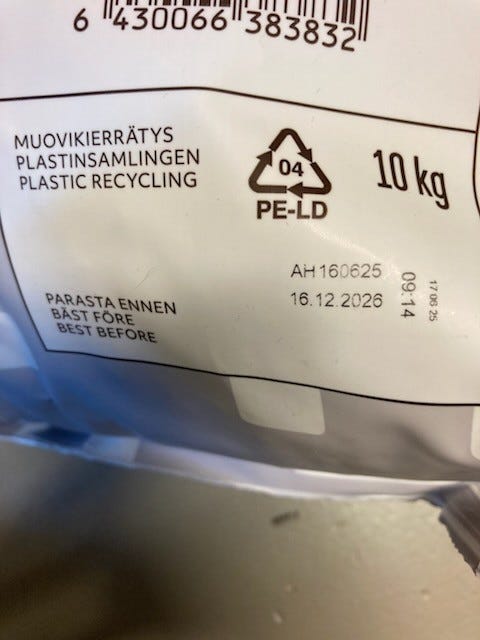 6 430066 383832
MUOVIKIERRÄTYS
PLASTINSAMLINGEN
PLASTIC RECYCLING
04
PE-LD
10 kg
AH 160625
16.12.2026
09:14
17 06 25
PARASTA ENNEN
BÄST FÖRE
BEST BEFORE